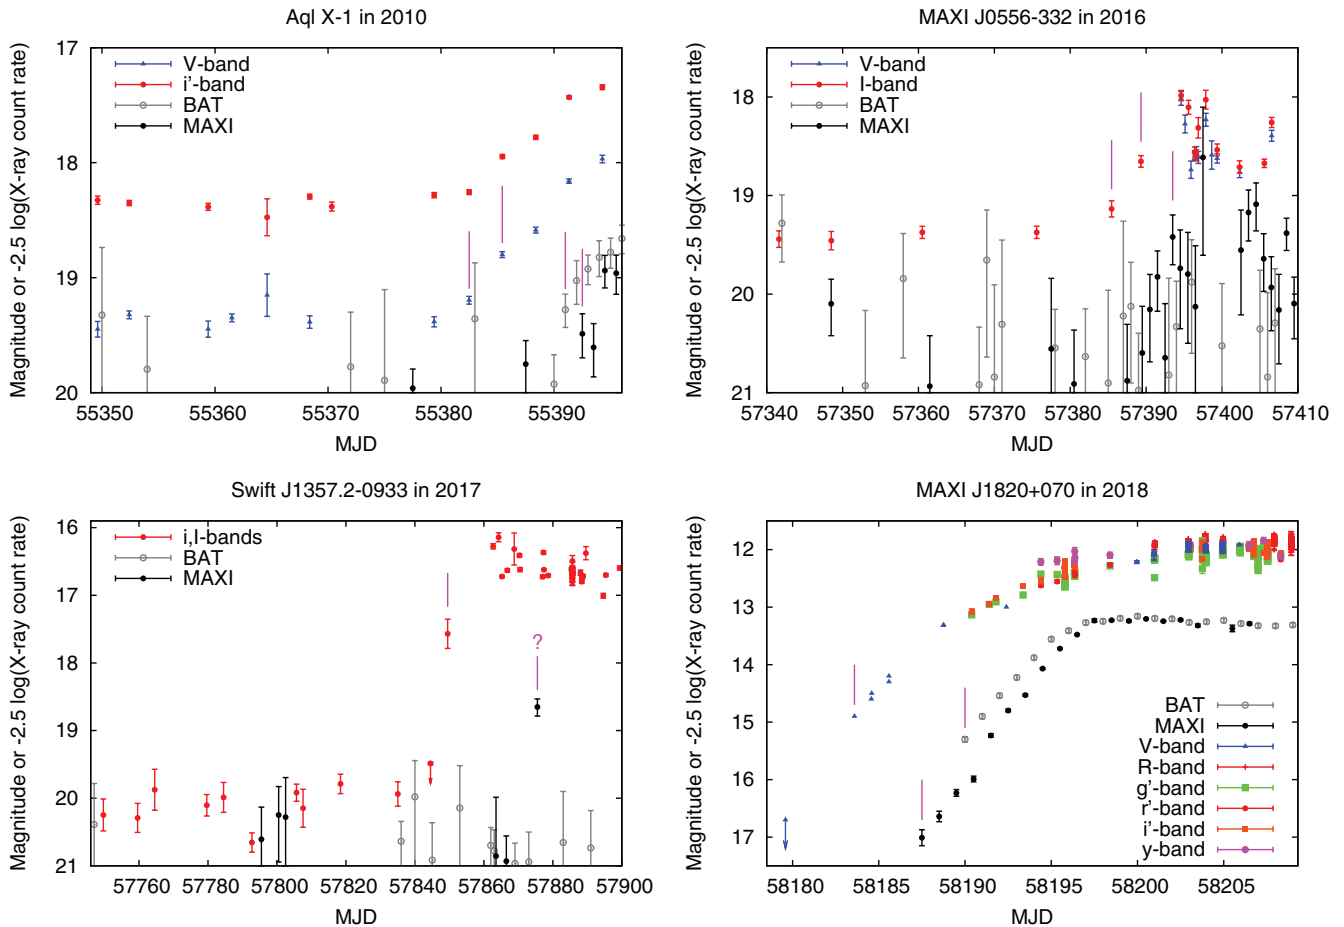 Aql X-1 in 2010
Magnitude or -2.5 log(X-ray count rate)
17
18
19
20
V-band
i'-band
BAT
MAXI
55350 55360 55370 55380 55390
MJD
MAXI J0556-332 in 2016
Magnitude or -2.5 log(X-ray count rate)
18
19
20
21
V-band
I-band
BAT
MAXI
57340 57350 57360 57370 57380 57390 57400 57410
MJD
Swift J1357.2-0933 in 2017
Magnitude or -2.5 log(X-ray count rate)
16
17
18
19
20
21
i,I-bands
BAT
MAXI
?
57760 57780 57800 57820 57840 57860 57880 57900
MJD
MAXI J1820+070 in 2018
Magnitude or -2.5 log(X-ray count rate)
12
13
14
15
16
17
BAT
MAXI
V-band
R-band
g'-band
r'-band
i'-band
y-band
58180 58185 58190 58195 58200 58205
MJD